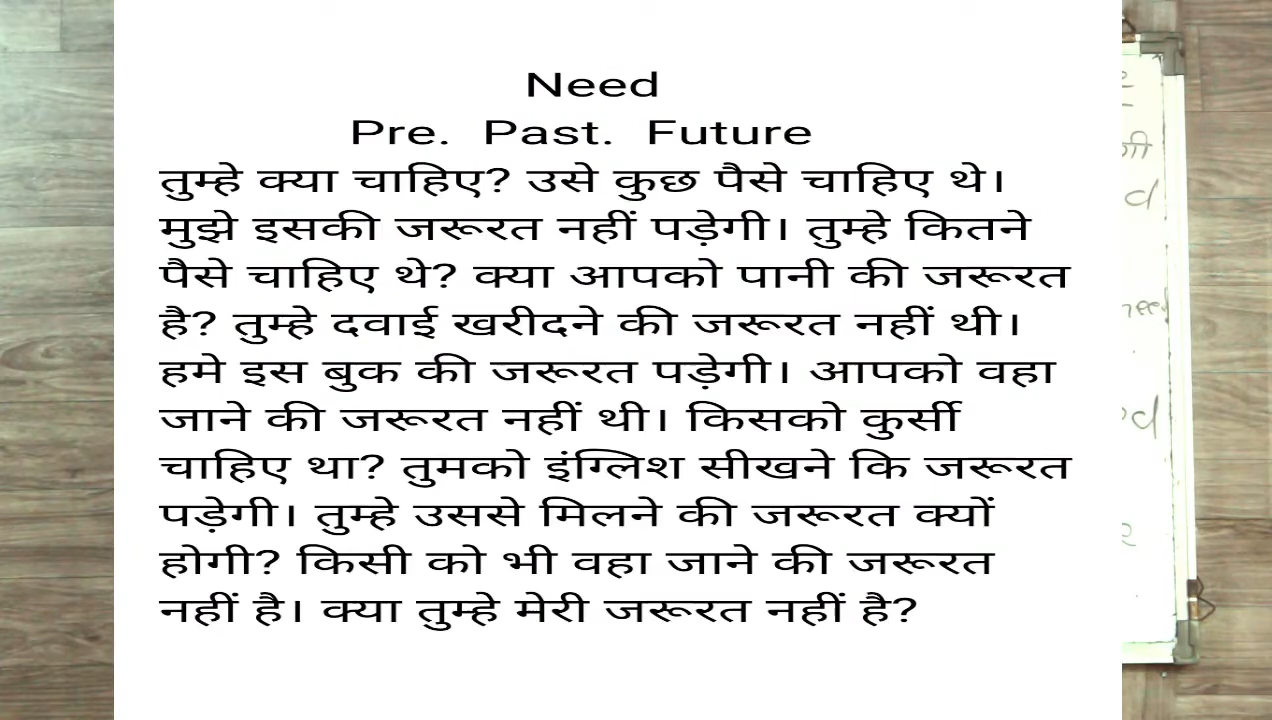 Need
Pre. Past. Future
तुम्हे क्या चाहिए? उसे कुछ पैसे चाहिए थे।
मुझे इसकी जरूरत नहीं पड़ेगी। तुम्हे कितने
पैसे चाहिए थे? क्या आपको पानी की जरूरत
है? तुम्हे दवाई खरीदने की जरूरत नहीं थी।
हमे इस बुक की जरूरत पड़ेगी। आपको वहा
जाने की जरूरत नहीं थी। किसको कुर्सी
चाहिए था? तुमको इंग्लिश सीखने कि जरूरत
पड़ेगी। तुम्हे उससे मिलने की जरूरत क्यों
होगी? किसी को भी वहा जाने की जरूरत
नहीं है। क्या तुम्हे मेरी जरूरत नहीं है?